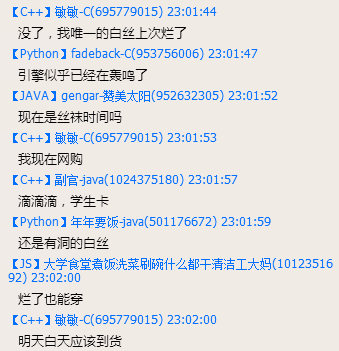 【C++】敏敏-C(695779015) 23:01:44
没了，我唯一的白丝上次烂了
【Python】fadeback-C(953756006) 23:01:47
引擎似乎已经在轰鸣了
【JAVA】gengar-赞美太阳(952632305) 23:01:52
现在是丝袜时间吗
【C++】敏敏-C(695779015) 23:01:53
我现在网购
【C++】副官-java(1024375180) 23:01:57
滴滴滴，学生卡
【Python】年年要饭-java(501176672) 23:01:59
还是有洞的白丝
【JS】大学食堂煮饭洗菜刷碗什么都干清洁工大妈(10123516
92) 23:02:00
烂了也能穿
【C++】敏敏-C(695779015) 23:02:00
明天白天应该到货